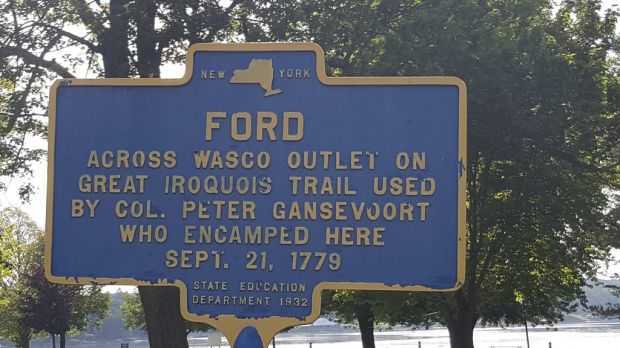 NEW YORK
FORD
ACROSS WASCO OUTLET ON
GREAT IROQUOIS TRAIL USED
BY COL. PETER GANSEVOORT
WHO ENCAMPED HERE
SEPT. 21, 1779
STATE EDUCATION
DEPARTMENT 1932